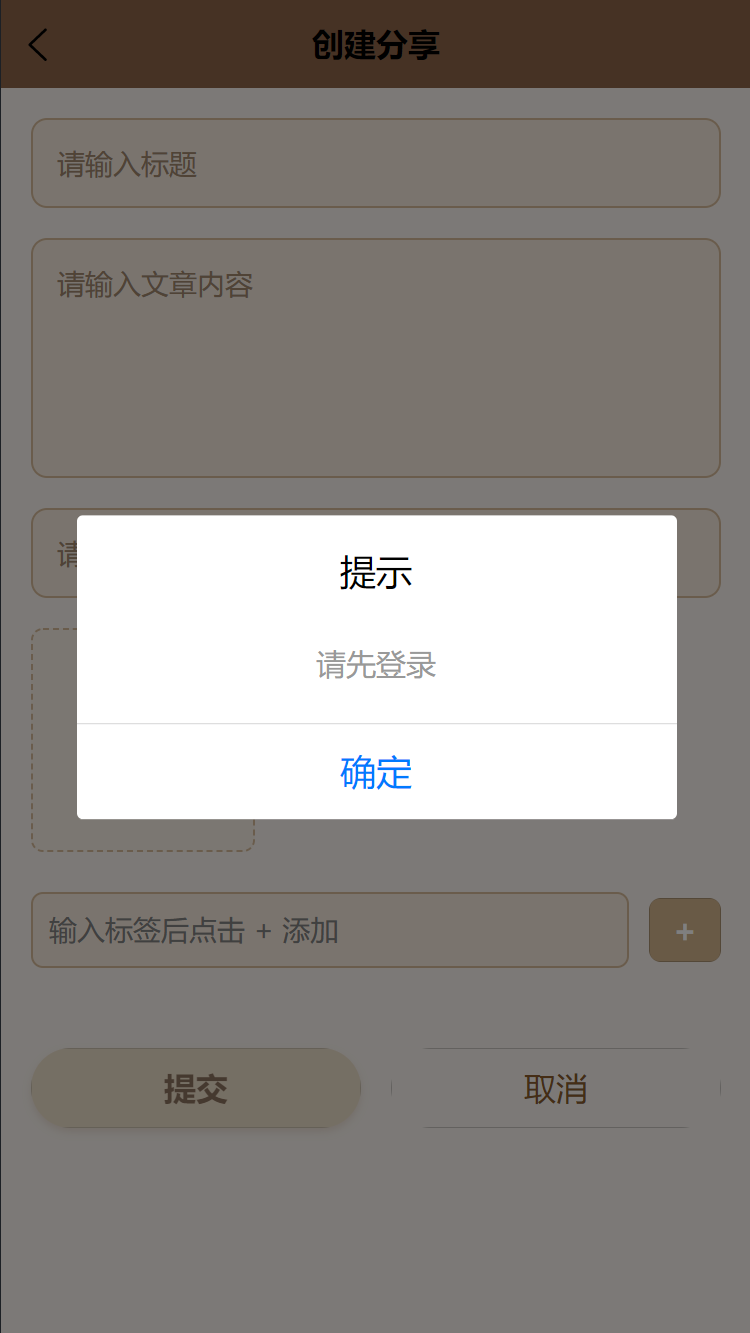 创建分享
请输入标题
请输入文章内容
请
提示
请先登录
确定
输入标签后点击 + 添加
+
提交
取消